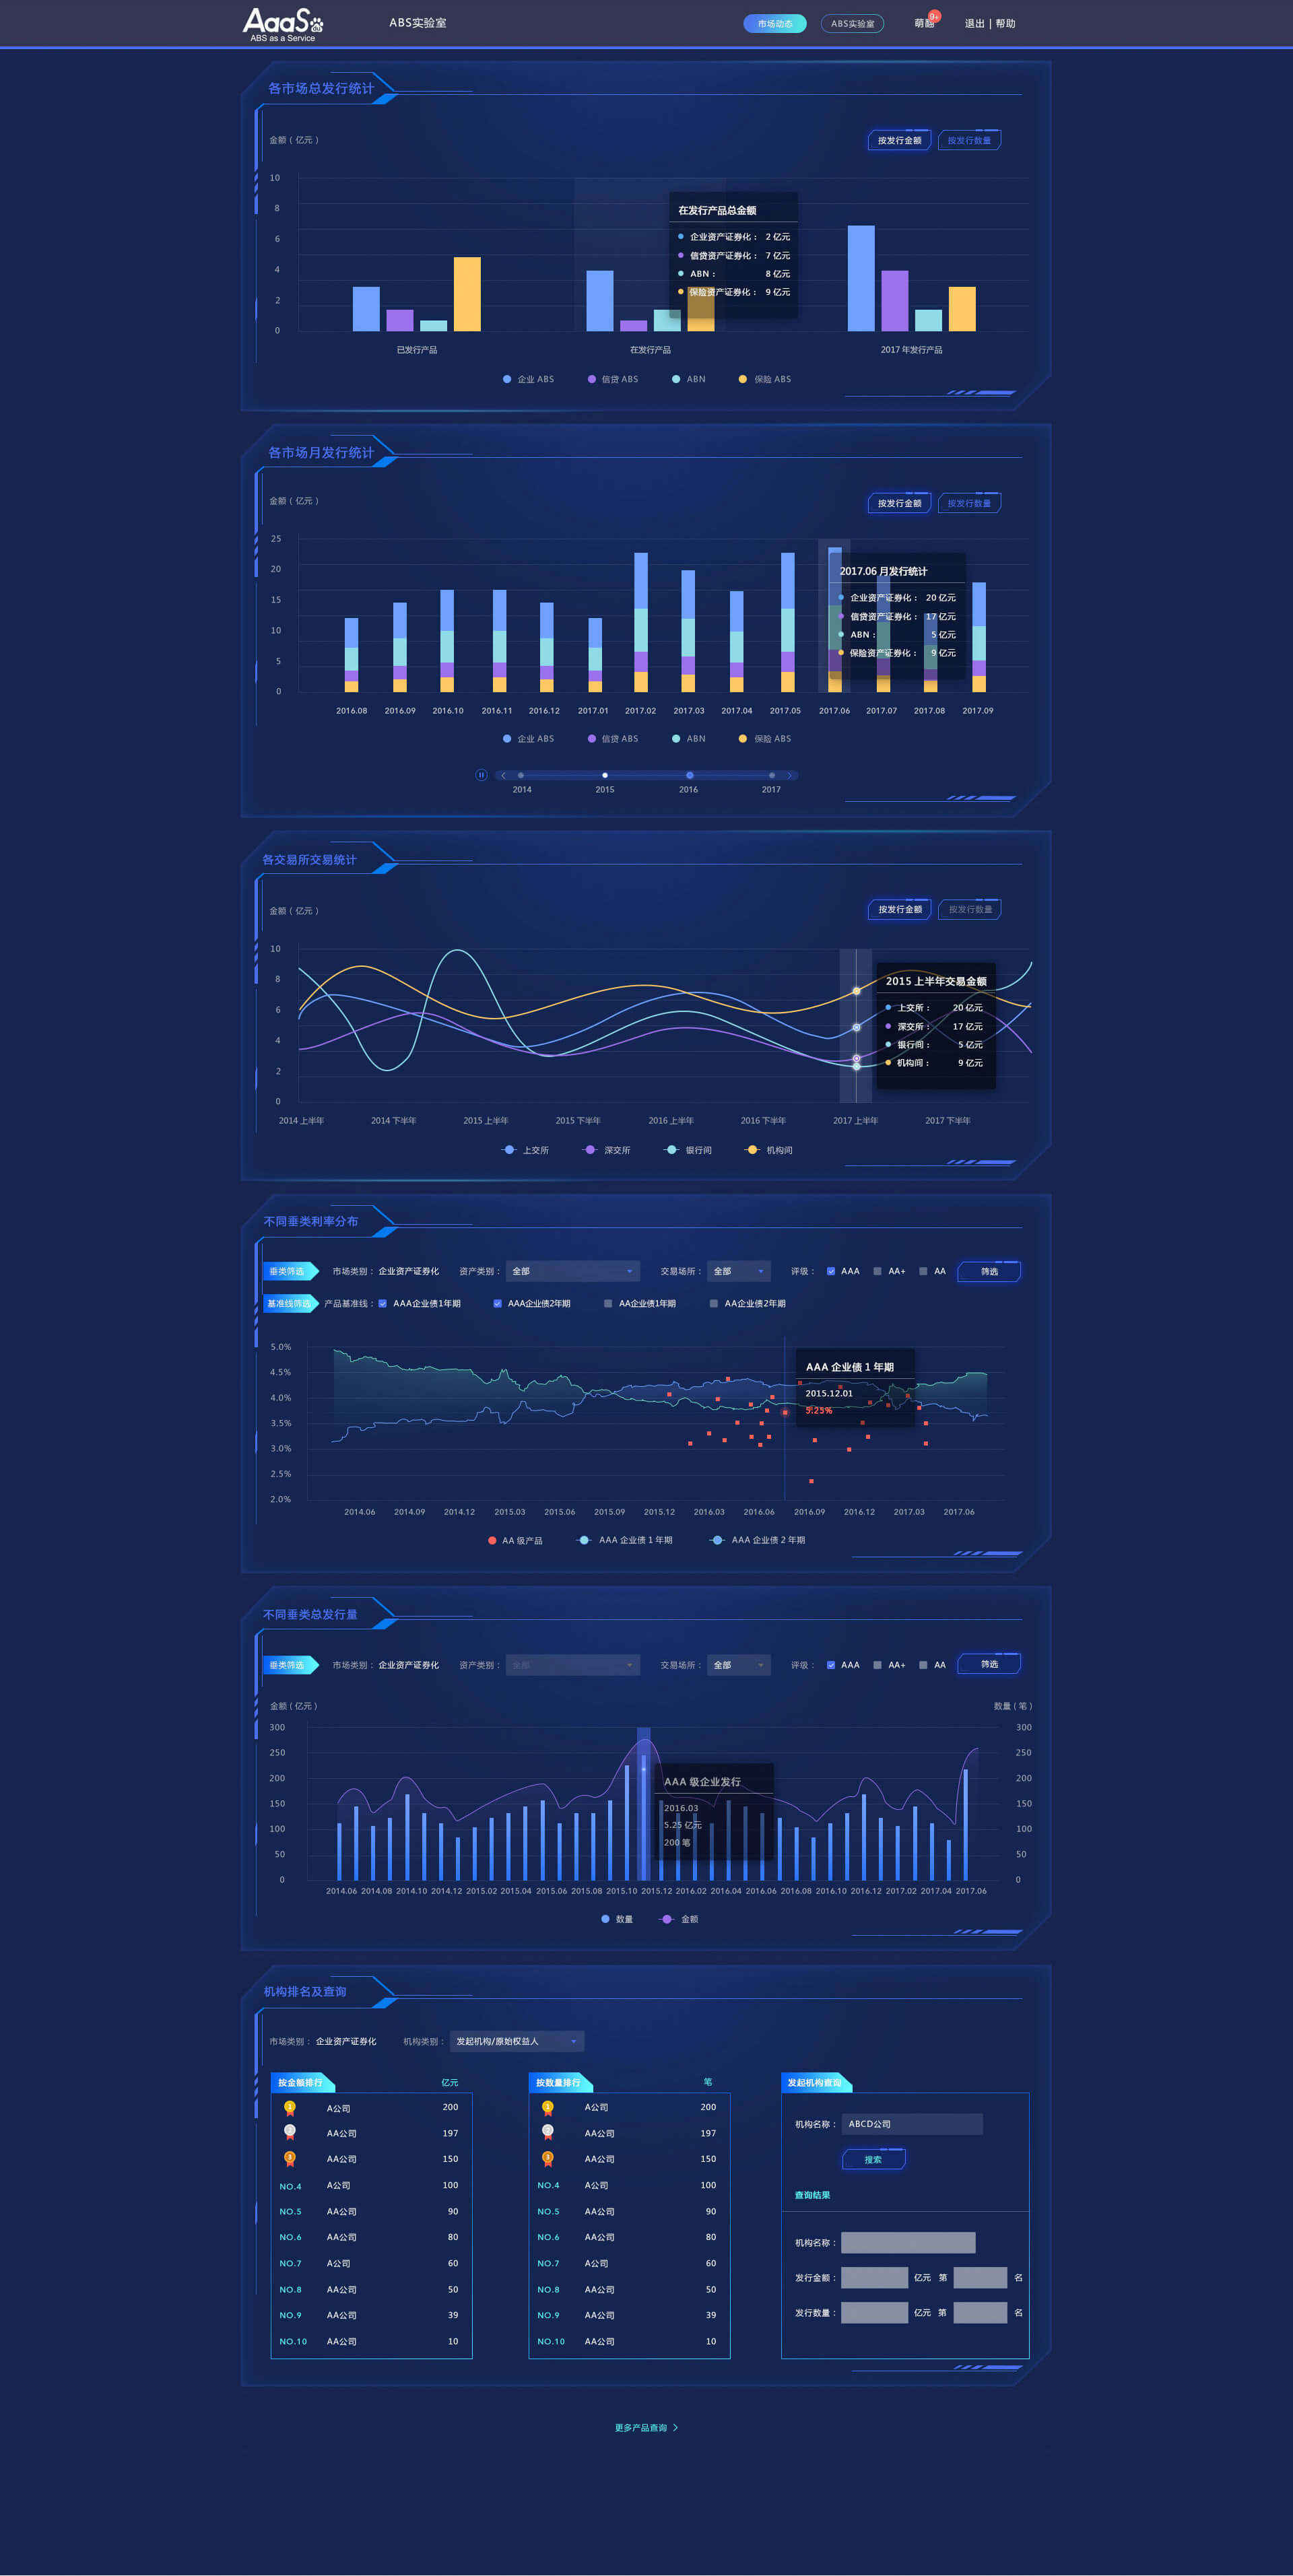 AaaS
ABS as a Service
ABS实验室
市场动态
ABS实验室
萌翻
9+
退出 | 帮助
各市场总发行统计
金额 ( 亿元 )
按发行金额
按发行数量
10
8
6
4
2
0
在发行产品总金额
企业资产证券化： 2 亿元
信贷资产证券化： 7 亿元
ABN： 8 亿元
保险资产证券化： 9 亿元
已发行产品
在发行产品
2017 年发行产品
企业 ABS
信贷 ABS
ABN
保险 ABS
各市场月发行统计
金额 ( 亿元 )
按发行金额
按发行数量
25
20
15
10
5
0
2017.06 月发行统计
企业资产证券化： 20 亿元
信贷资产证券化： 17 亿元
ABN： 5 亿元
保险资产证券化： 9 亿元
2016.08 2016.09 2016.10 2016.11 2016.12 2017.01 2017.02 2017.03 2017.04 2017.05 2017.06 2017.07 2017.08 2017.09
企业 ABS
信贷 ABS
ABN
保险 ABS
2014 2015 2016 2017
各交易所交易统计
金额 ( 亿元 )
按发行金额
按发行数量
10
8
6
4
2
0
2015 上半年交易金额
上交所： 20 亿元
深交所： 17 亿元
银行间： 5 亿元
机构间： 9 亿元
2014 上半年 2014 下半年 2015 上半年 2015 下半年 2016 上半年 2016 下半年 2017 上半年 2017 下半年
上交所
深交所
银行间
机构间
不同垂类利率分布
垂类筛选 市场类别： 企业资产证券化 资产类别： 全部 交易场所： 全部 评级： AAA AA+ AA 筛选
基准线筛选 产品基准线： AAA企业债1年期 AAA企业债2年期 AA企业债1年期 AA企业债2年期
5.0%
4.5%
4.0%
3.5%
3.0%
2.5%
2.0%
AAA 企业债 1 年期
2015.12.01
5.25%
2014.06 2014.09 2014.12 2015.03 2015.06 2015.09 2015.12 2016.03 2016.06 2016.09 2016.12 2017.03 2017.06
AA 级产品
AAA 企业债 1 年期
AAA 企业债 2 年期
不同垂类总发行量
垂类筛选 市场类别： 企业资产证券化 资产类别： 全部 交易场所： 全部 评级： AAA AA+ AA 筛选
金额 ( 亿元 )
数量 ( 笔 )
300 300
250 250
200 200
150 150
100 100
50 50
0 0
AAA 级企业发行
2016.03
5.25 亿元
200 笔
2014.06 2014.08 2014.10 2014.12 2015.02 2015.04 2015.06 2015.08 2015.10 2015.12 2016.02 2016.04 2016.06 2016.08 2016.10 2016.12 2017.02 2017.04 2017.06
数量
金额
机构排名及查询
市场类别： 企业资产证券化 机构类别： 发起机构/原始权益人
按金额排行 亿元
1 A公司 200
2 AA公司 197
3 AA公司 150
NO.4 A公司 100
NO.5 AA公司 90
NO.6 AA公司 80
NO.7 A公司 60
NO.8 AA公司 50
NO.9 AA公司 39
NO.10 AA公司 10
按数量排行 笔
1 A公司 200
2 AA公司 197
3 AA公司 150
NO.4 A公司 100
NO.5 AA公司 90
NO.6 AA公司 80
NO.7 A公司 60
NO.8 AA公司 50
NO.9 AA公司 39
NO.10 AA公司 10
发起机构查询
机构名称： ABCD公司
搜索
查询结果
机构名称：
发行金额： 亿元 第 名
发行数量： 亿元 第 名
更多产品查询